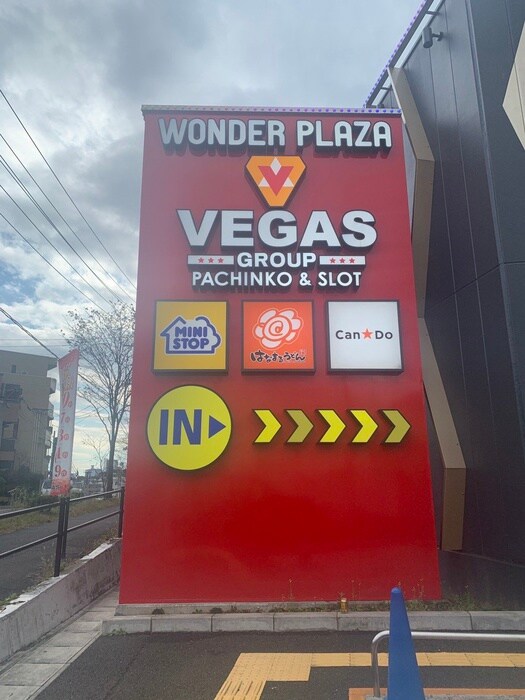 WONDER PLAZA
V
VEGAS
★★★ GROUP ★★★
PACHINKO & SLOT
MINI
STOP
はなまるうどん
Can★Do
IN▶